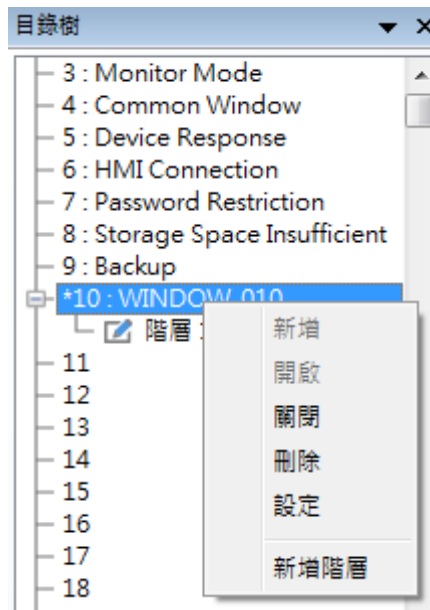 目錄樹
3 : Monitor Mode
4 : Common Window
5 : Device Response
6 : HMI Connection
7 : Password Restriction
8 : Storage Space Insufficient
9 : Backup
*10 : WINDOW_010
階層
新增
11
開啟
12
關閉
13
14
刪除
15
設定
16
17
新增階層
18